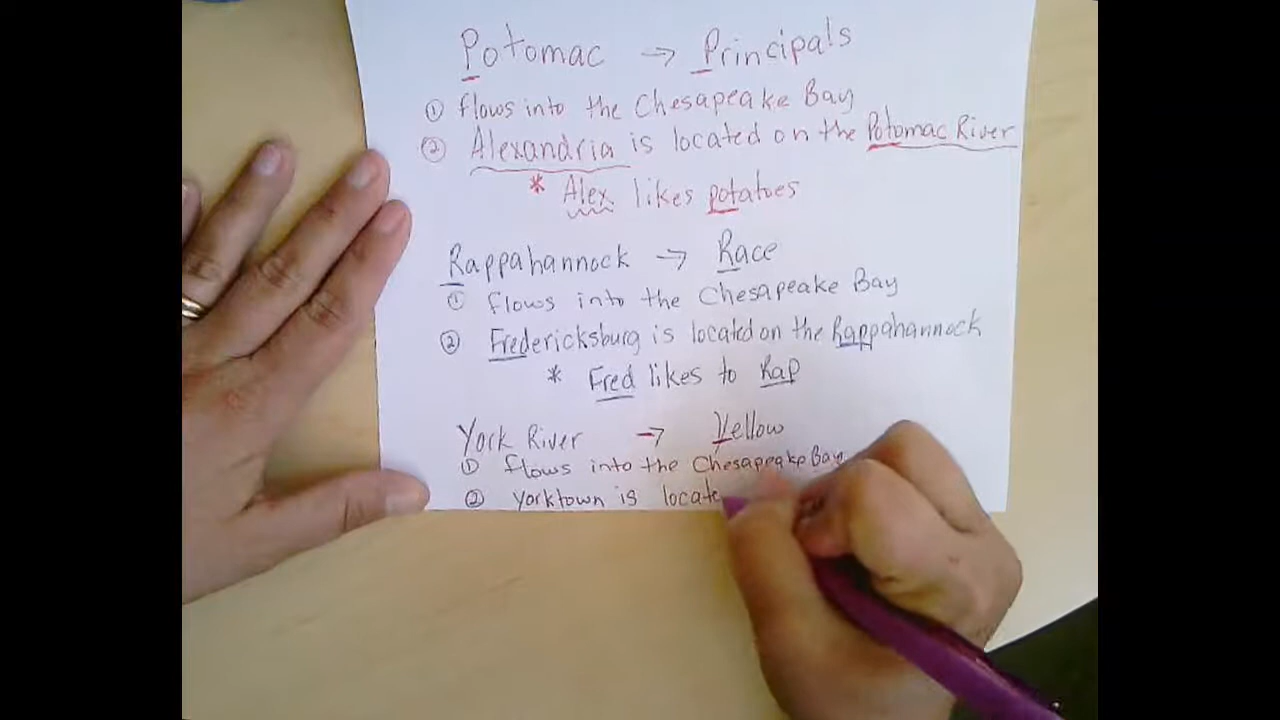 Potomac → Principals
① flows into the Chesapeake Bay
② Alexandria is located on the Potomac River
* Alex likes potatoes
Rappahannock → Race
① flows into the Chesapeake Bay
② Fredericksburg is located on the Rappahannock
* Fred likes to Rap
York River → Yellow
① flows into the Chesapeake Bay
② Yorktown is locate